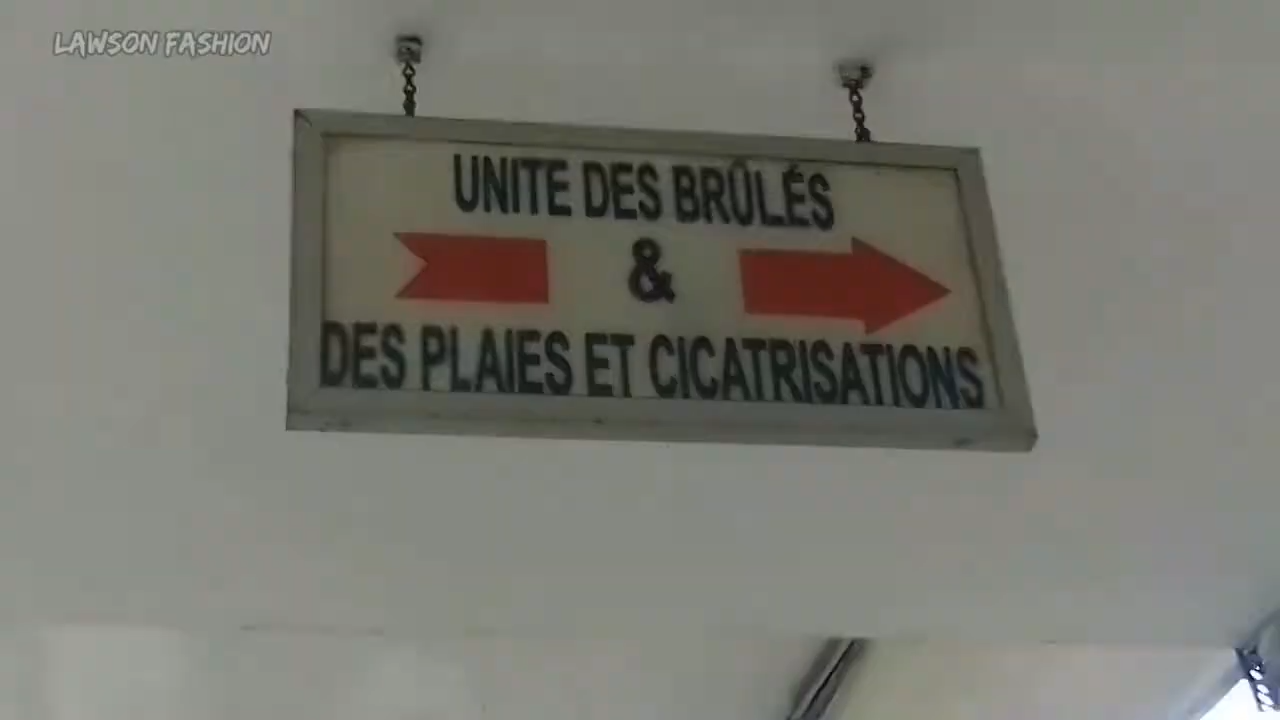 LAWSON FASHION
UNITE DES BRÛLÉS
&
DES PLAIES ET CICATRISATIONS